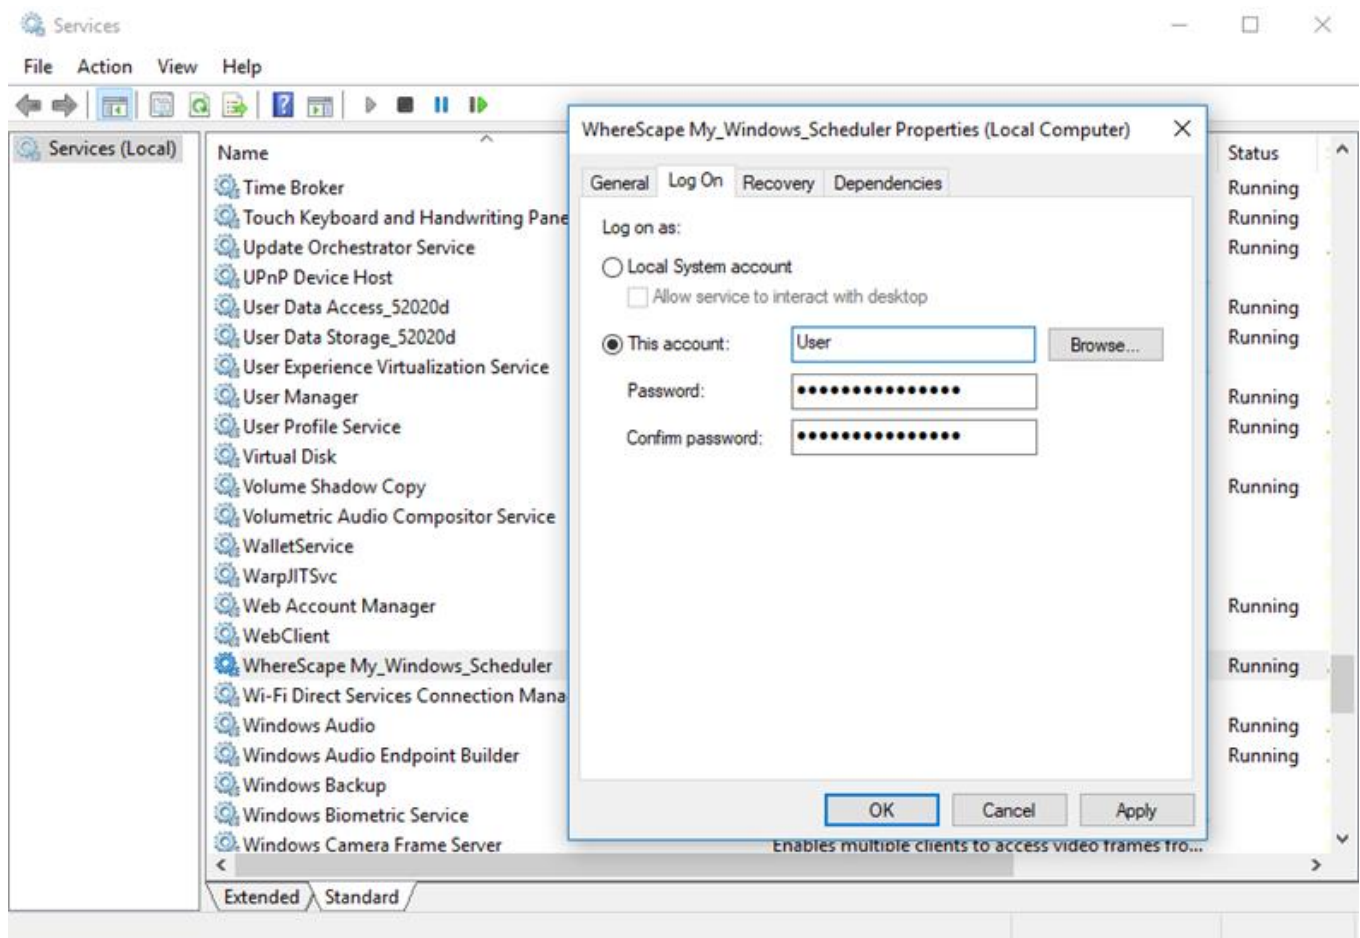 Services
File Action View Help
Services (Local)
Name
Time Broker
Touch Keyboard and Handwriting Pane
Update Orchestrator Service
UPnP Device Host
User Data Access_52020d
User Data Storage_52020d
User Experience Virtualization Service
User Manager
User Profile Service
Virtual Disk
Volume Shadow Copy
Volumetric Audio Compositor Service
WalletService
WarpJITSvc
Web Account Manager
WebClient
WhereScape My_Windows_Scheduler
Wi-Fi Direct Services Connection Mana
Windows Audio
Windows Audio Endpoint Builder
Windows Backup
Windows Biometric Service
Windows Camera Frame Server
Enables multiple clients to access video frames fro...
WhereScape My_Windows_Scheduler Properties (Local Computer)
General Log On Recovery Dependencies
Log on as:
Local System account
Allow service to interact with desktop
This account: User Browse...
Password: •••••••••••••••
Confirm password: •••••••••••••••
OK Cancel Apply
Status
Running
Running
Running
Running
Running
Running
Running
Running
Running
Running
Running
Running
Extended Standard